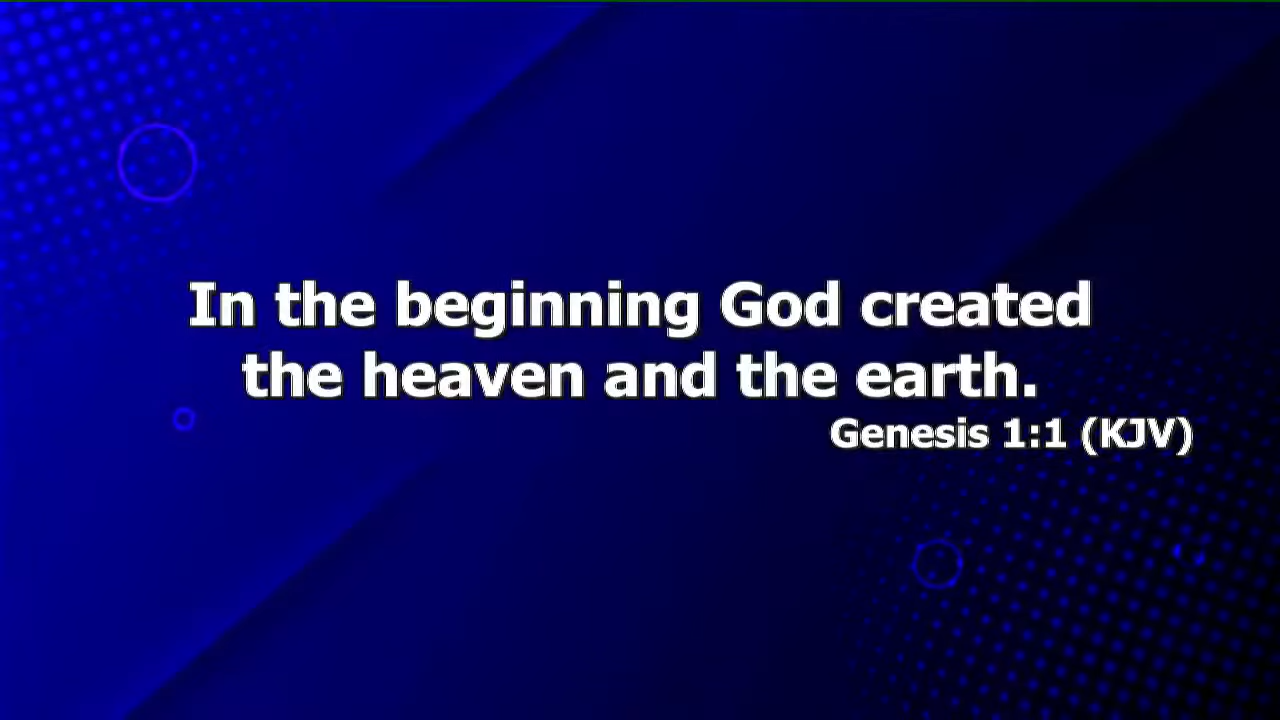 In the beginning God created
the heaven and the earth.
Genesis 1:1 (KJV)